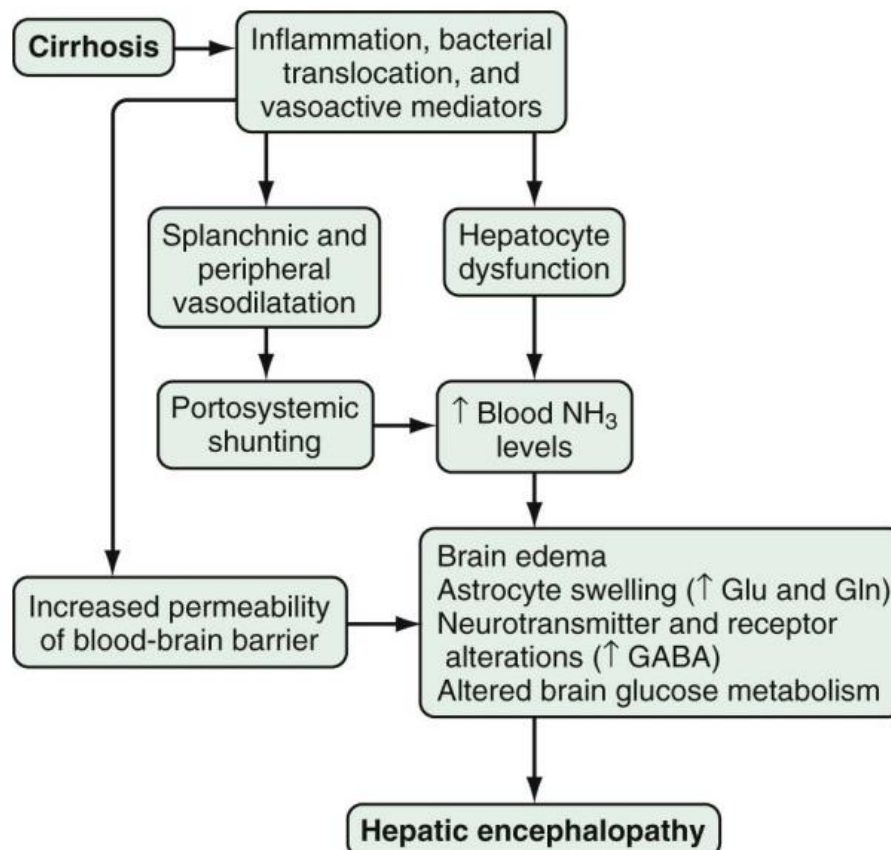 Cirrhosis
Inflammation, bacterial
translocation, and
vasoactive mediators
Splanchnic and
peripheral
vasodilatation
Hepatocyte
dysfunction
Portosystemic
shunting
↑ Blood NH₃
levels
Increased permeability
of blood-brain barrier
Brain edema
Astrocyte swelling (↑ Glu and Gln)
Neurotransmitter and receptor
alterations (↑ GABA)
Altered brain glucose metabolism
Hepatic encephalopathy